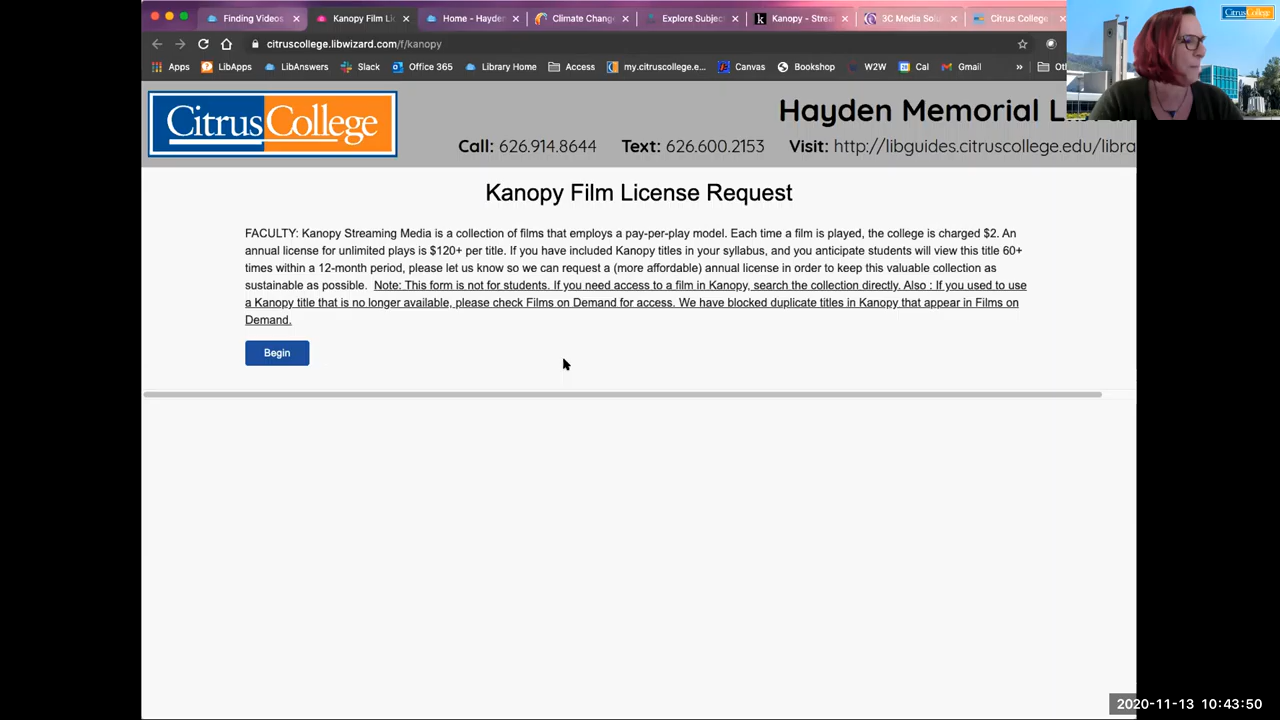 Finding Videos
Kanopy Film Li
Home - Hayden
Climate Chang
Explore Subjec
Kanopy - Strea
3C Media Solu
Citrus College
citruscollege.libwizard.com/f/kanopy
Apps
LibApps
LibAnswers
Slack
Office 365
Library Home
Access
my.citruscollege.e...
Canvas
Bookshop
W2W
Cal
Gmail
»
CitrusCollege
CitrusCollege
Hayden Memorial
Call: 626.914.8644 Text: 626.600.2153 Visit: http://libguides.citruscollege.edu/libra
Kanopy Film License Request
FACULTY: Kanopy Streaming Media is a collection of films that employs a pay-per-play model. Each time a film is played, the college is charged $2. An
annual license for unlimited plays is $120+ per title. If you have included Kanopy titles in your syllabus, and you anticipate students will view this title 60+
times within a 12-month period, please let us know so we can request a (more affordable) annual license in order to keep this valuable collection as
sustainable as possible. Note: This form is not for students. If you need access to a film in Kanopy, search the collection directly. Also : If you used to use
a Kanopy title that is no longer available, please check Films on Demand for access. We have blocked duplicate titles in Kanopy that appear in Films on
Demand.
Begin
2020-11-13 10:43:50